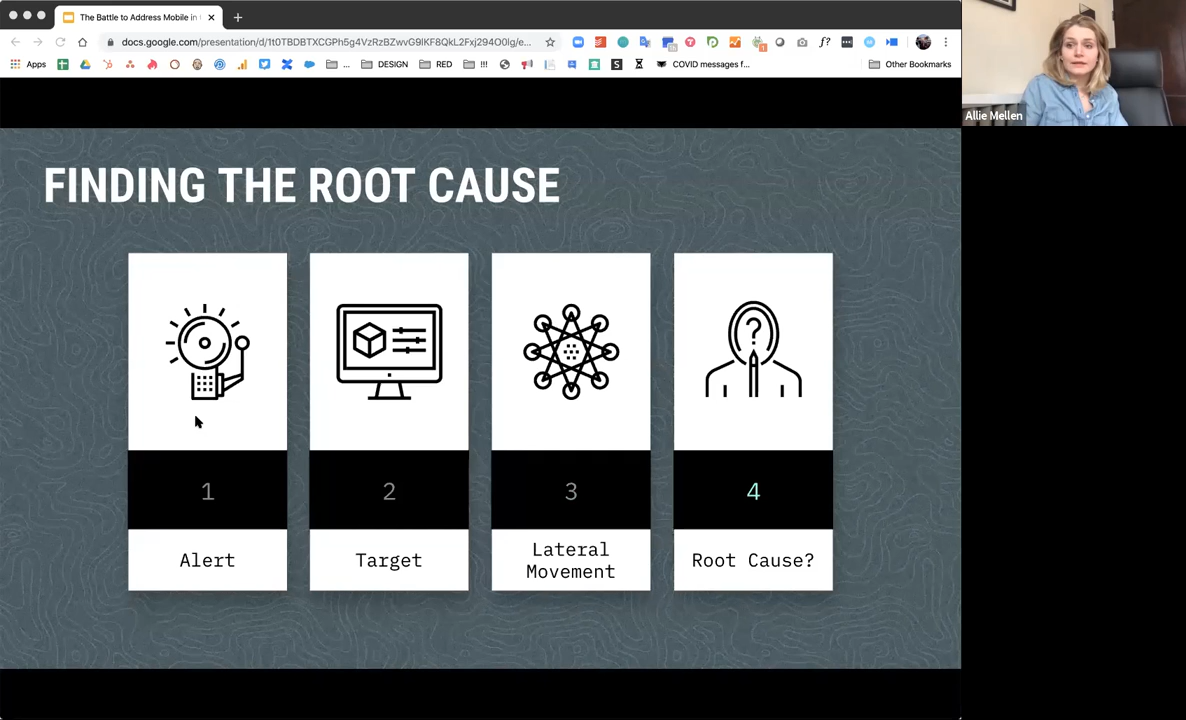 The Battle to Address Mobile in
docs.google.com/presentation/d/1t0TBDBTXCGPh5g4VzRzBZwvG9lKF8QkL2Fxj294O0lg/e...
Apps
...
DESIGN
RED
!!!
COVID messages f...
Other Bookmarks
Allie Mellen
FINDING THE ROOT CAUSE
1
Alert
2
Target
3
Lateral
Movement
4
Root Cause?